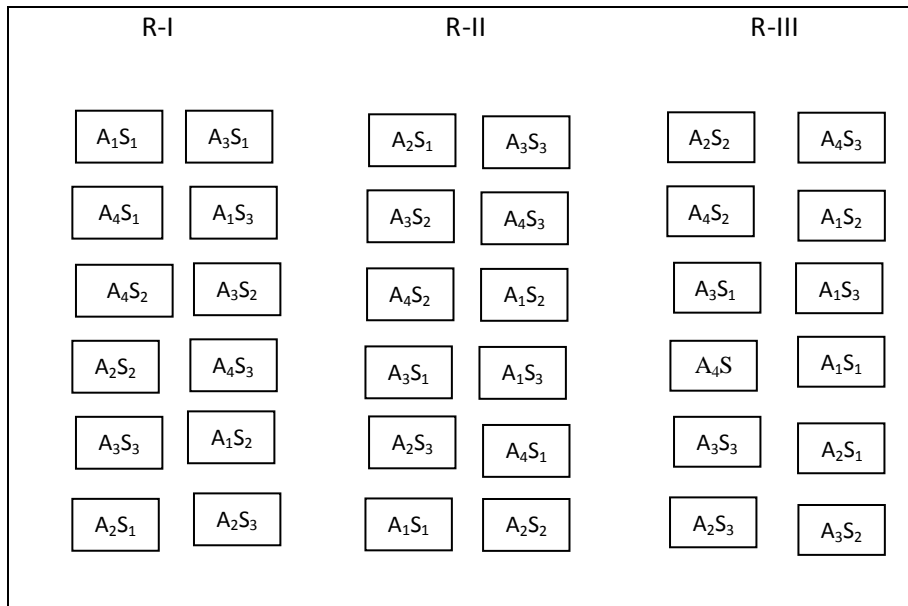 R-I R-II R-III
A₁S₁ A₃S₁ A₂S₁ A₃S₃ A₂S₂ A₄S₃
A₄S₁ A₁S₃ A₃S₂ A₄S₃ A₄S₂ A₁S₂
A₄S₂ A₃S₂ A₄S₂ A₁S₂ A₃S₁ A₁S₃
A₂S₂ A₄S₃ A₃S₁ A₁S₃ A₄S A₁S₁
A₃S₃ A₁S₂ A₂S₃ A₄S₁ A₃S₃ A₂S₁
A₂S₁ A₂S₃ A₁S₁ A₂S₂ A₂S₃ A₃S₂